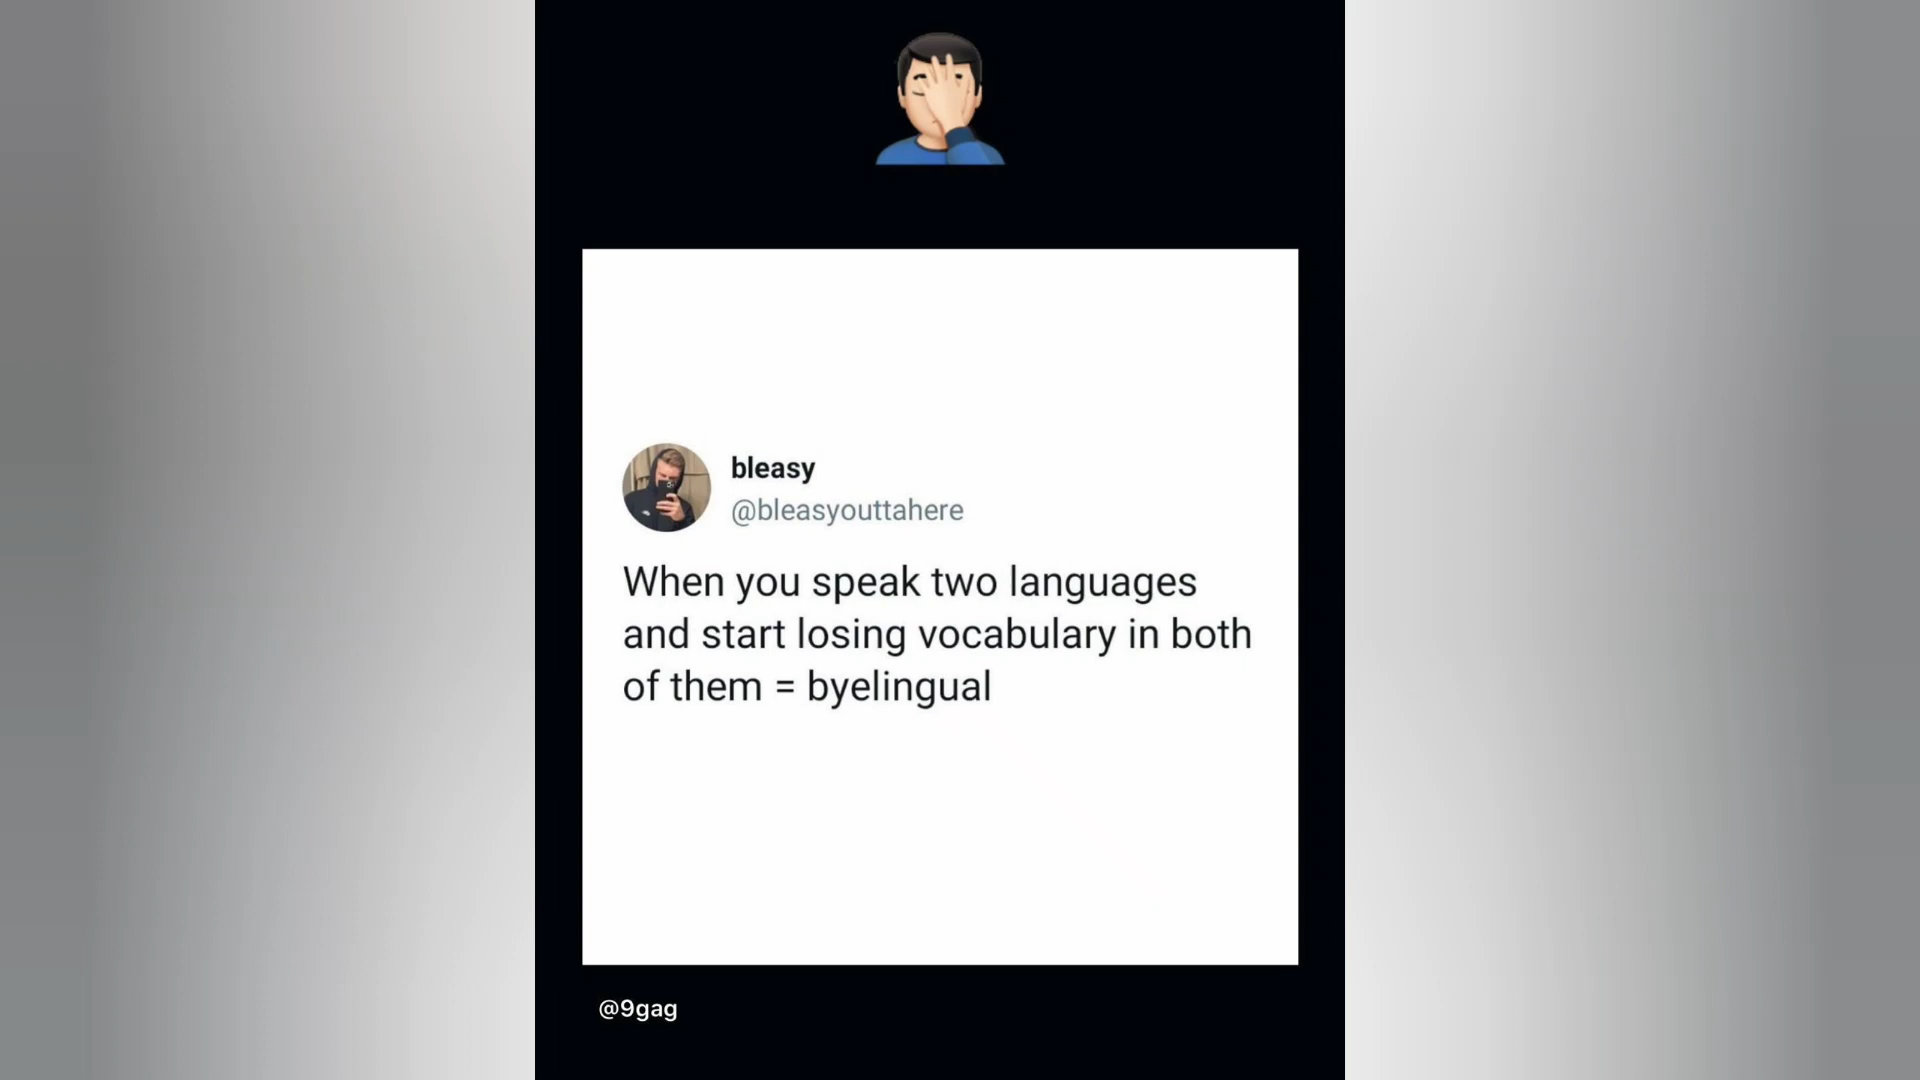 bleasy
@bleasyouttahere
When you speak two languages
and start losing vocabulary in both
of them = byelingual
@9gag